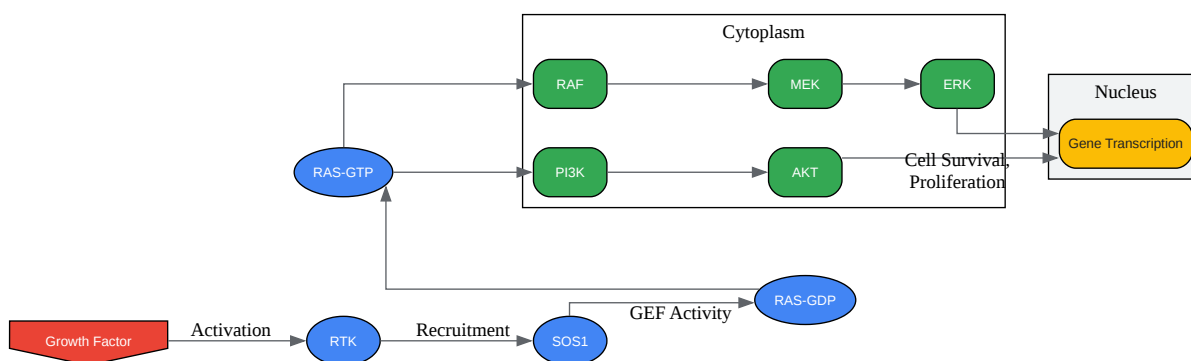 Cytoplasm
RAF
MEK
ERK
Nucleus
Gene Transcription
RAS-GTP
PI3K
AKT
Cell Survival,
Proliferation
RAS-GDP
GEF Activity
Growth Factor
Activation
RTK
Recruitment
SOS1